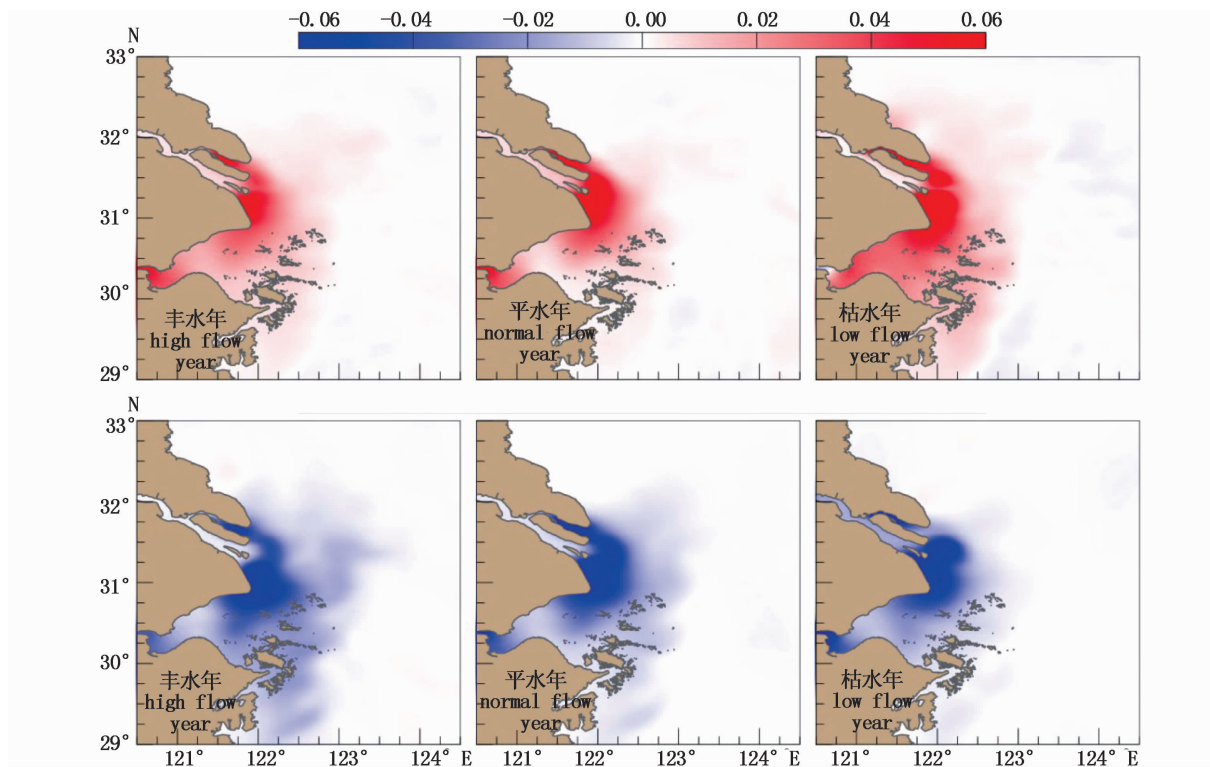 -0.06 -0.04 -0.02 0.00 0.02 0.04 0.06
N
33°
32°
31°
30°
29°
丰水年
high flow
year
平水年
normal flow
year
枯水年
low flow
year
N
33°
32°
31°
30°
29°
丰水年
high flow
year
平水年
normal flow
year
枯水年
low flow
year
121° 122° 123° 124° E 121° 122° 123° 124° E 121° 122° 123° 124° E